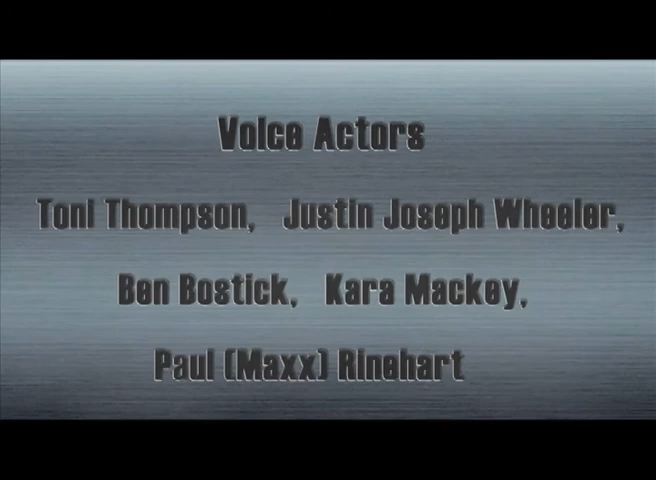 Voice Actors
Toni Thompson, Justin Joseph Wheeler,
Ben Bostick, Kara Mackey,
Paul (Maxx) Rinehart